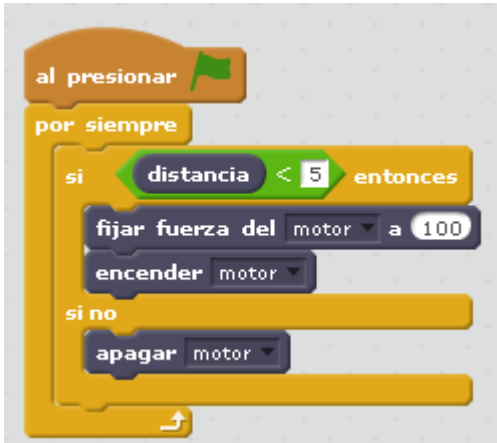 al presionar
por siempre
si distancia < 5 entonces
fijar fuerza del motor a 100
encender motor
si no
apagar motor